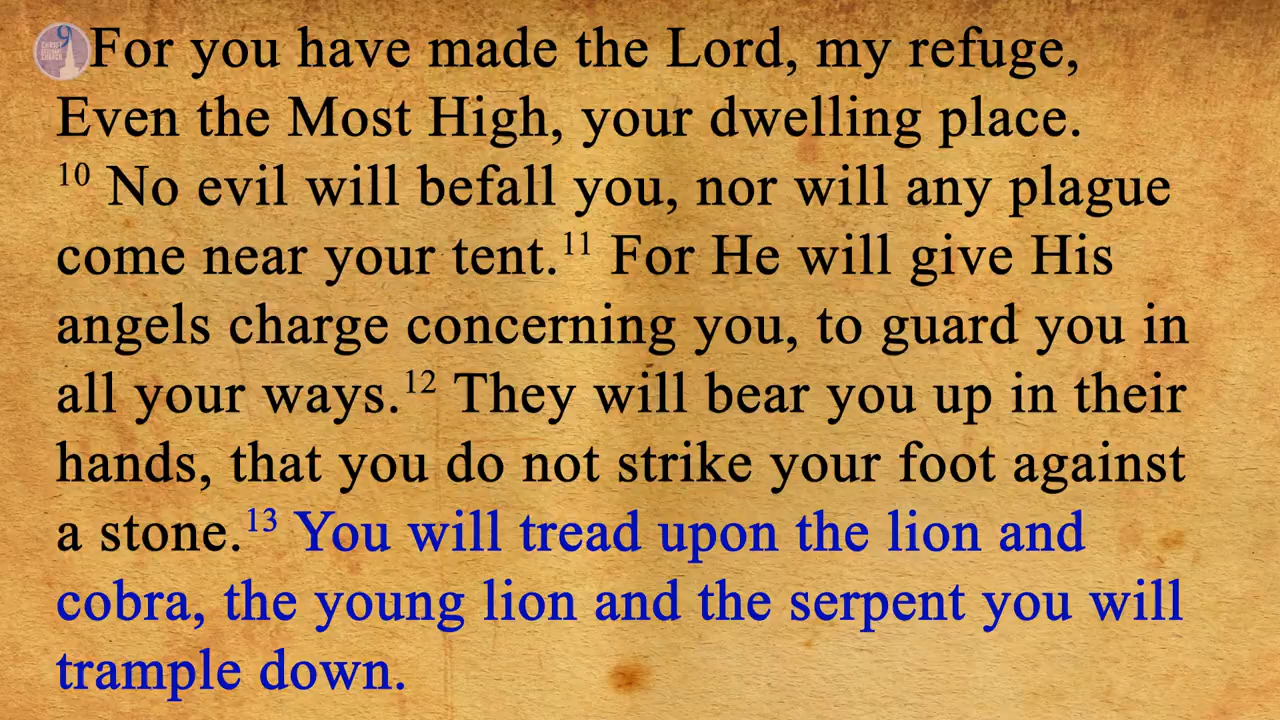 9 For you have made the Lord, my refuge,
Even the Most High, your dwelling place.
10 No evil will befall you, nor will any plague
come near your tent.11 For He will give His
angels charge concerning you, to guard you in
all your ways.12 They will bear you up in their
hands, that you do not strike your foot against
a stone.13 You will tread upon the lion and
cobra, the young lion and the serpent you will
trample down.